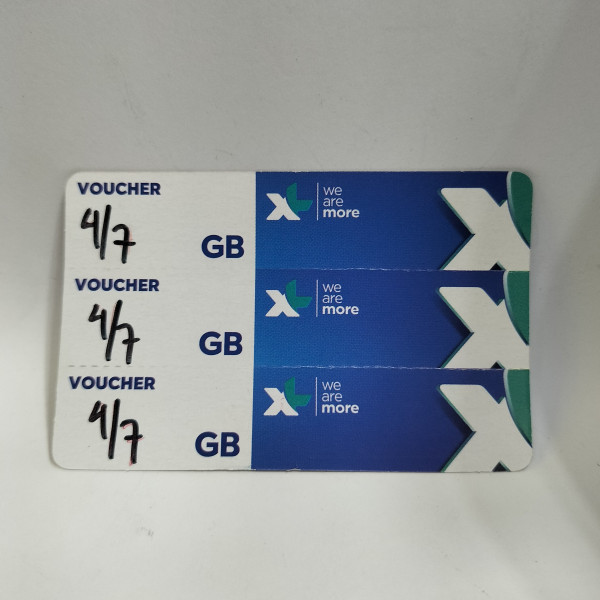 VOUCHER
4/7
GB
XL
we
are
more
VOUCHER
4/7
GB
XL
we
are
more
VOUCHER
4/7
GB
XL
we
are
more